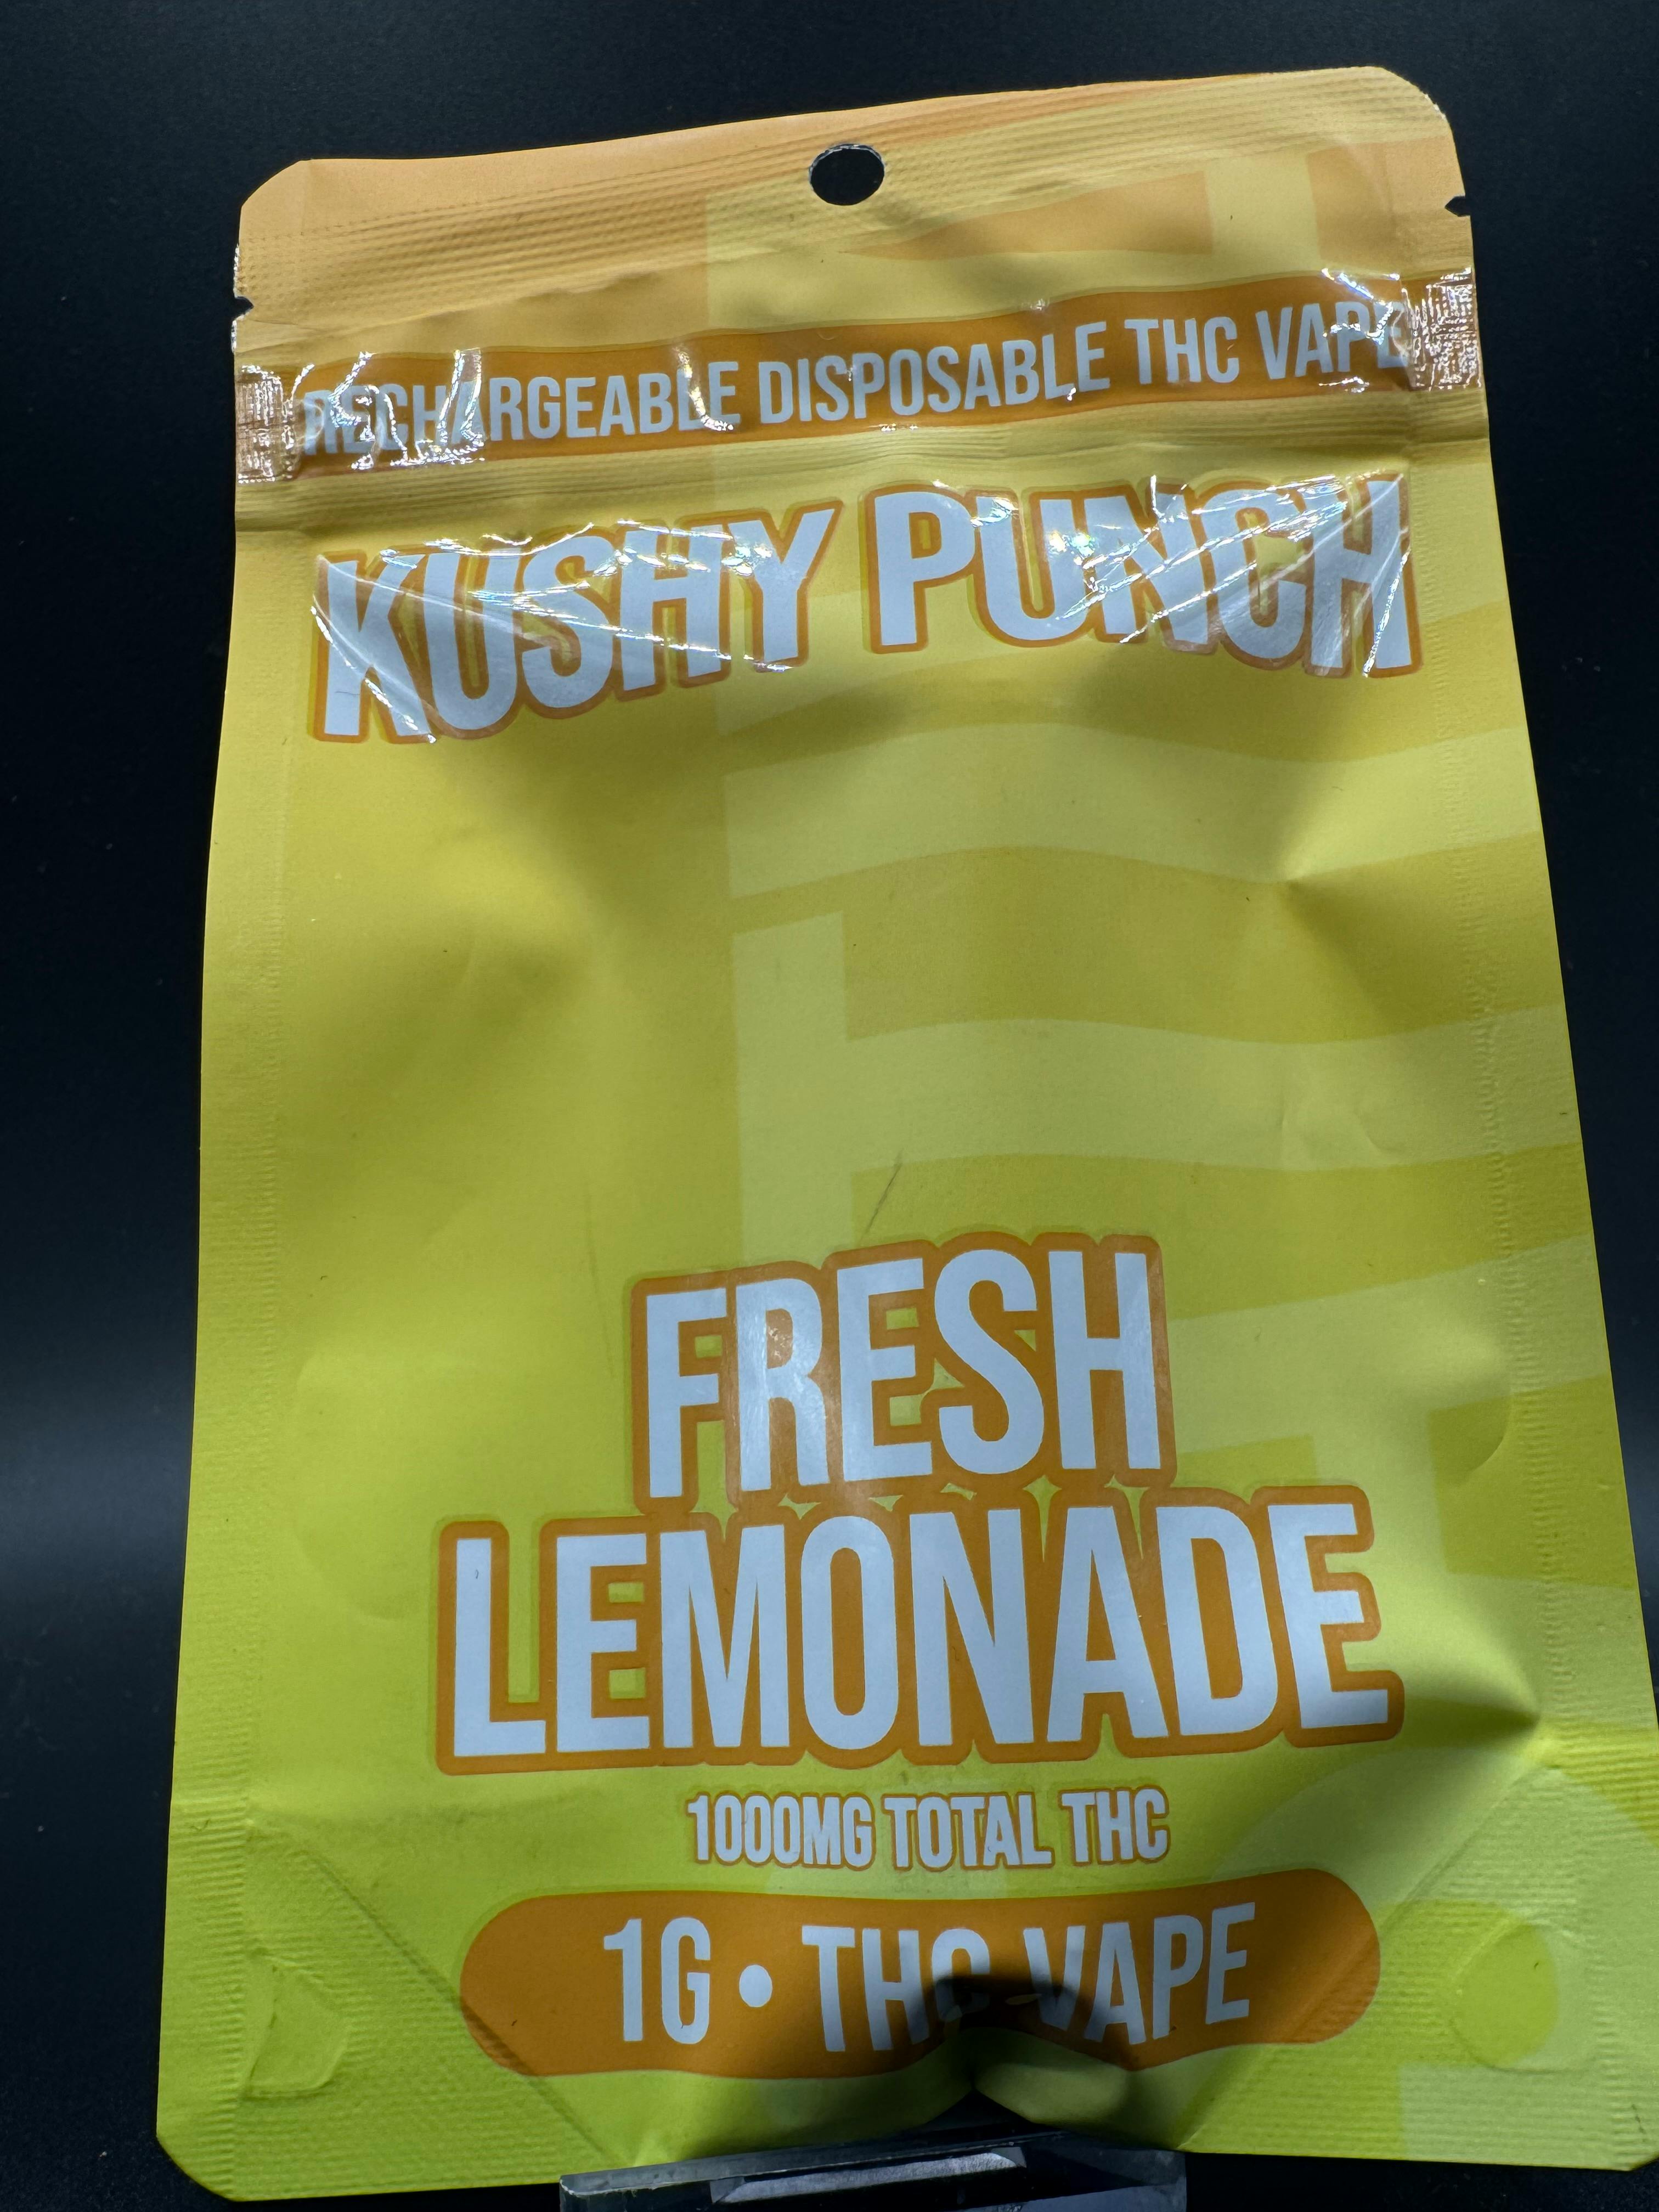 RECHARGEABLE DISPOSABLE THC VAPE
KUSHY PUNCH
FRESH
LEMONADE
1000MG TOTAL THC
1G • THC VAPE